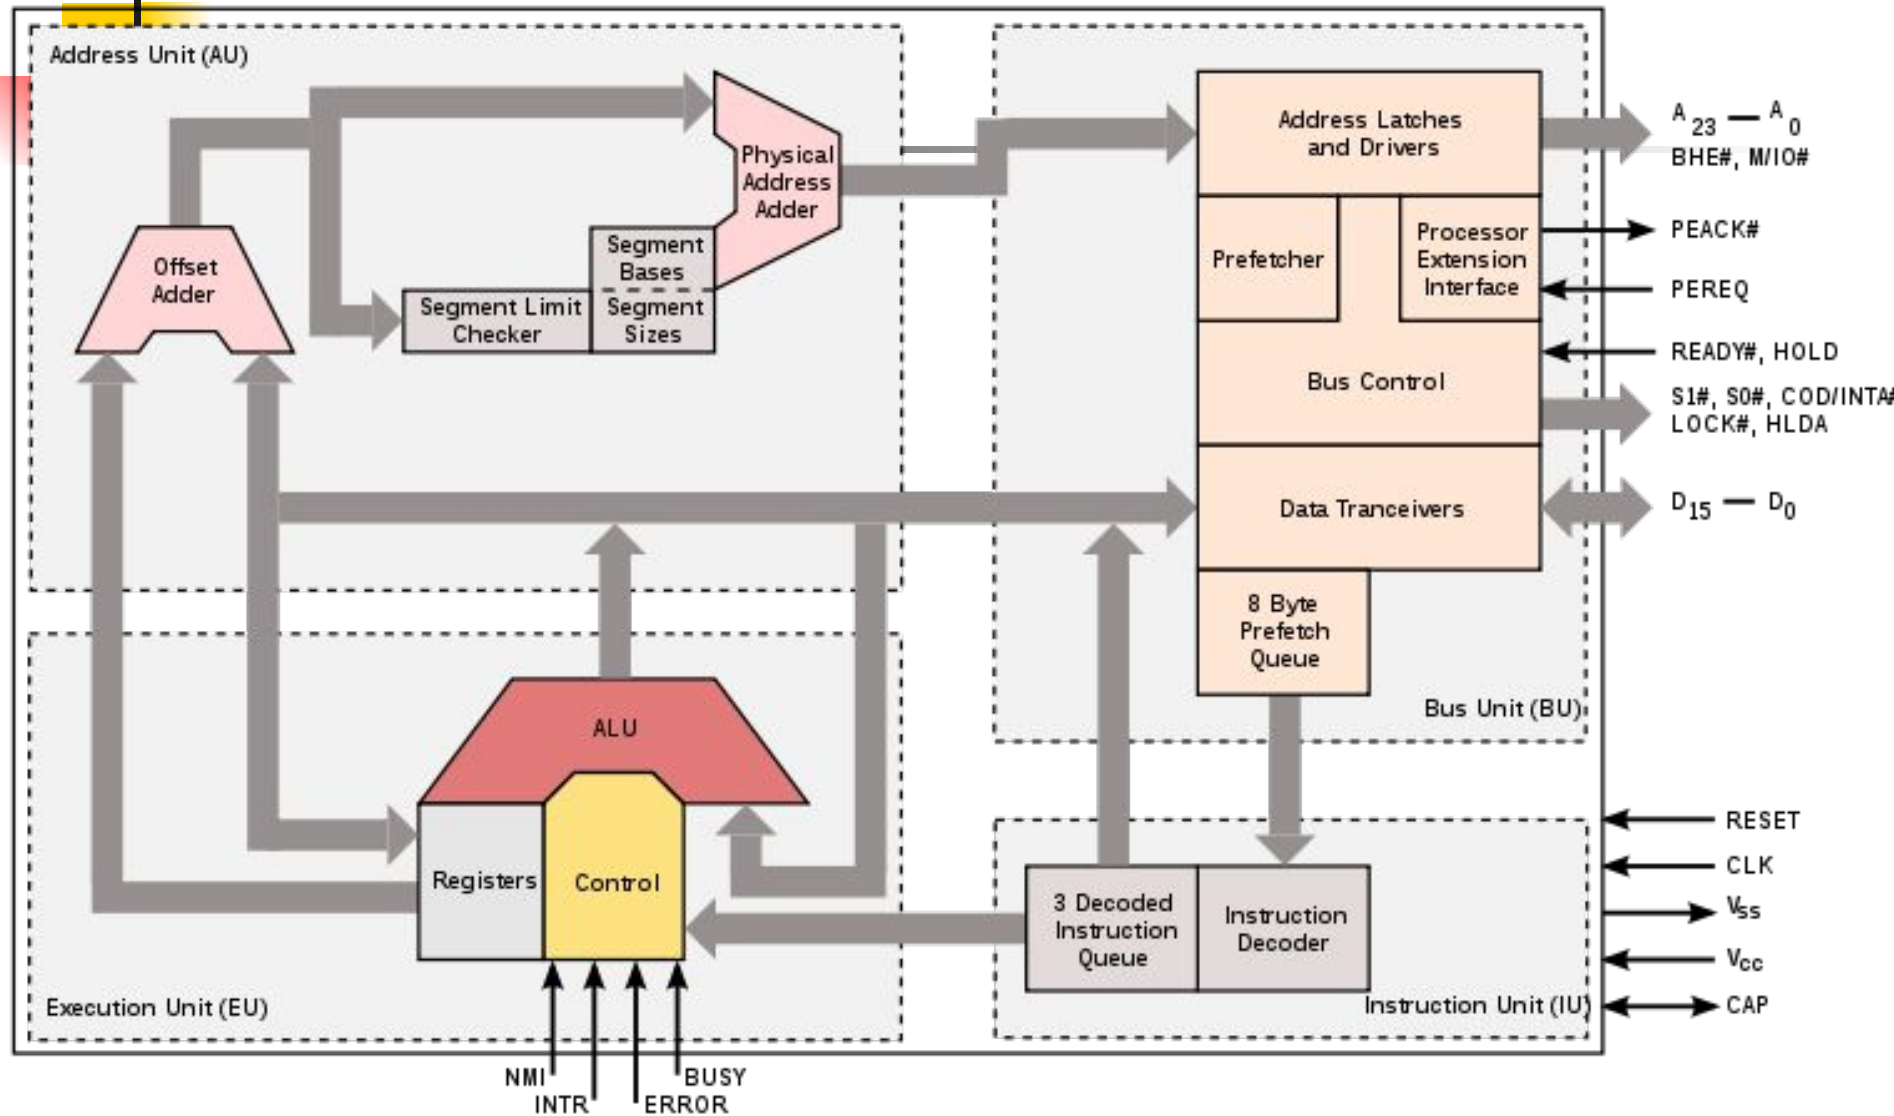 Address Unit (AU)
Offset
Adder
Physical
Address
Adder
Segment
Bases
Segment Limit
Checker
Segment
Sizes
Address Latches
and Drivers
Prefetcher
Processor
Extension
Interface
Bus Control
Data Tranceivers
8 Byte
Prefetch
Queue
Bus Unit (BU)
A23 — A0
BHE#, M/IO#
PEACK#
PEREQ
READY#, HOLD
S1#, S0#, COD/INTA#
LOCK#, HLDA
D15 — D0
ALU
Registers
Control
Execution Unit (EU)
3 Decoded
Instruction
Queue
Instruction
Decoder
Instruction Unit (IU)
RESET
CLK
Vss
Vcc
CAP
NMI
INTR
ERROR
BUSY